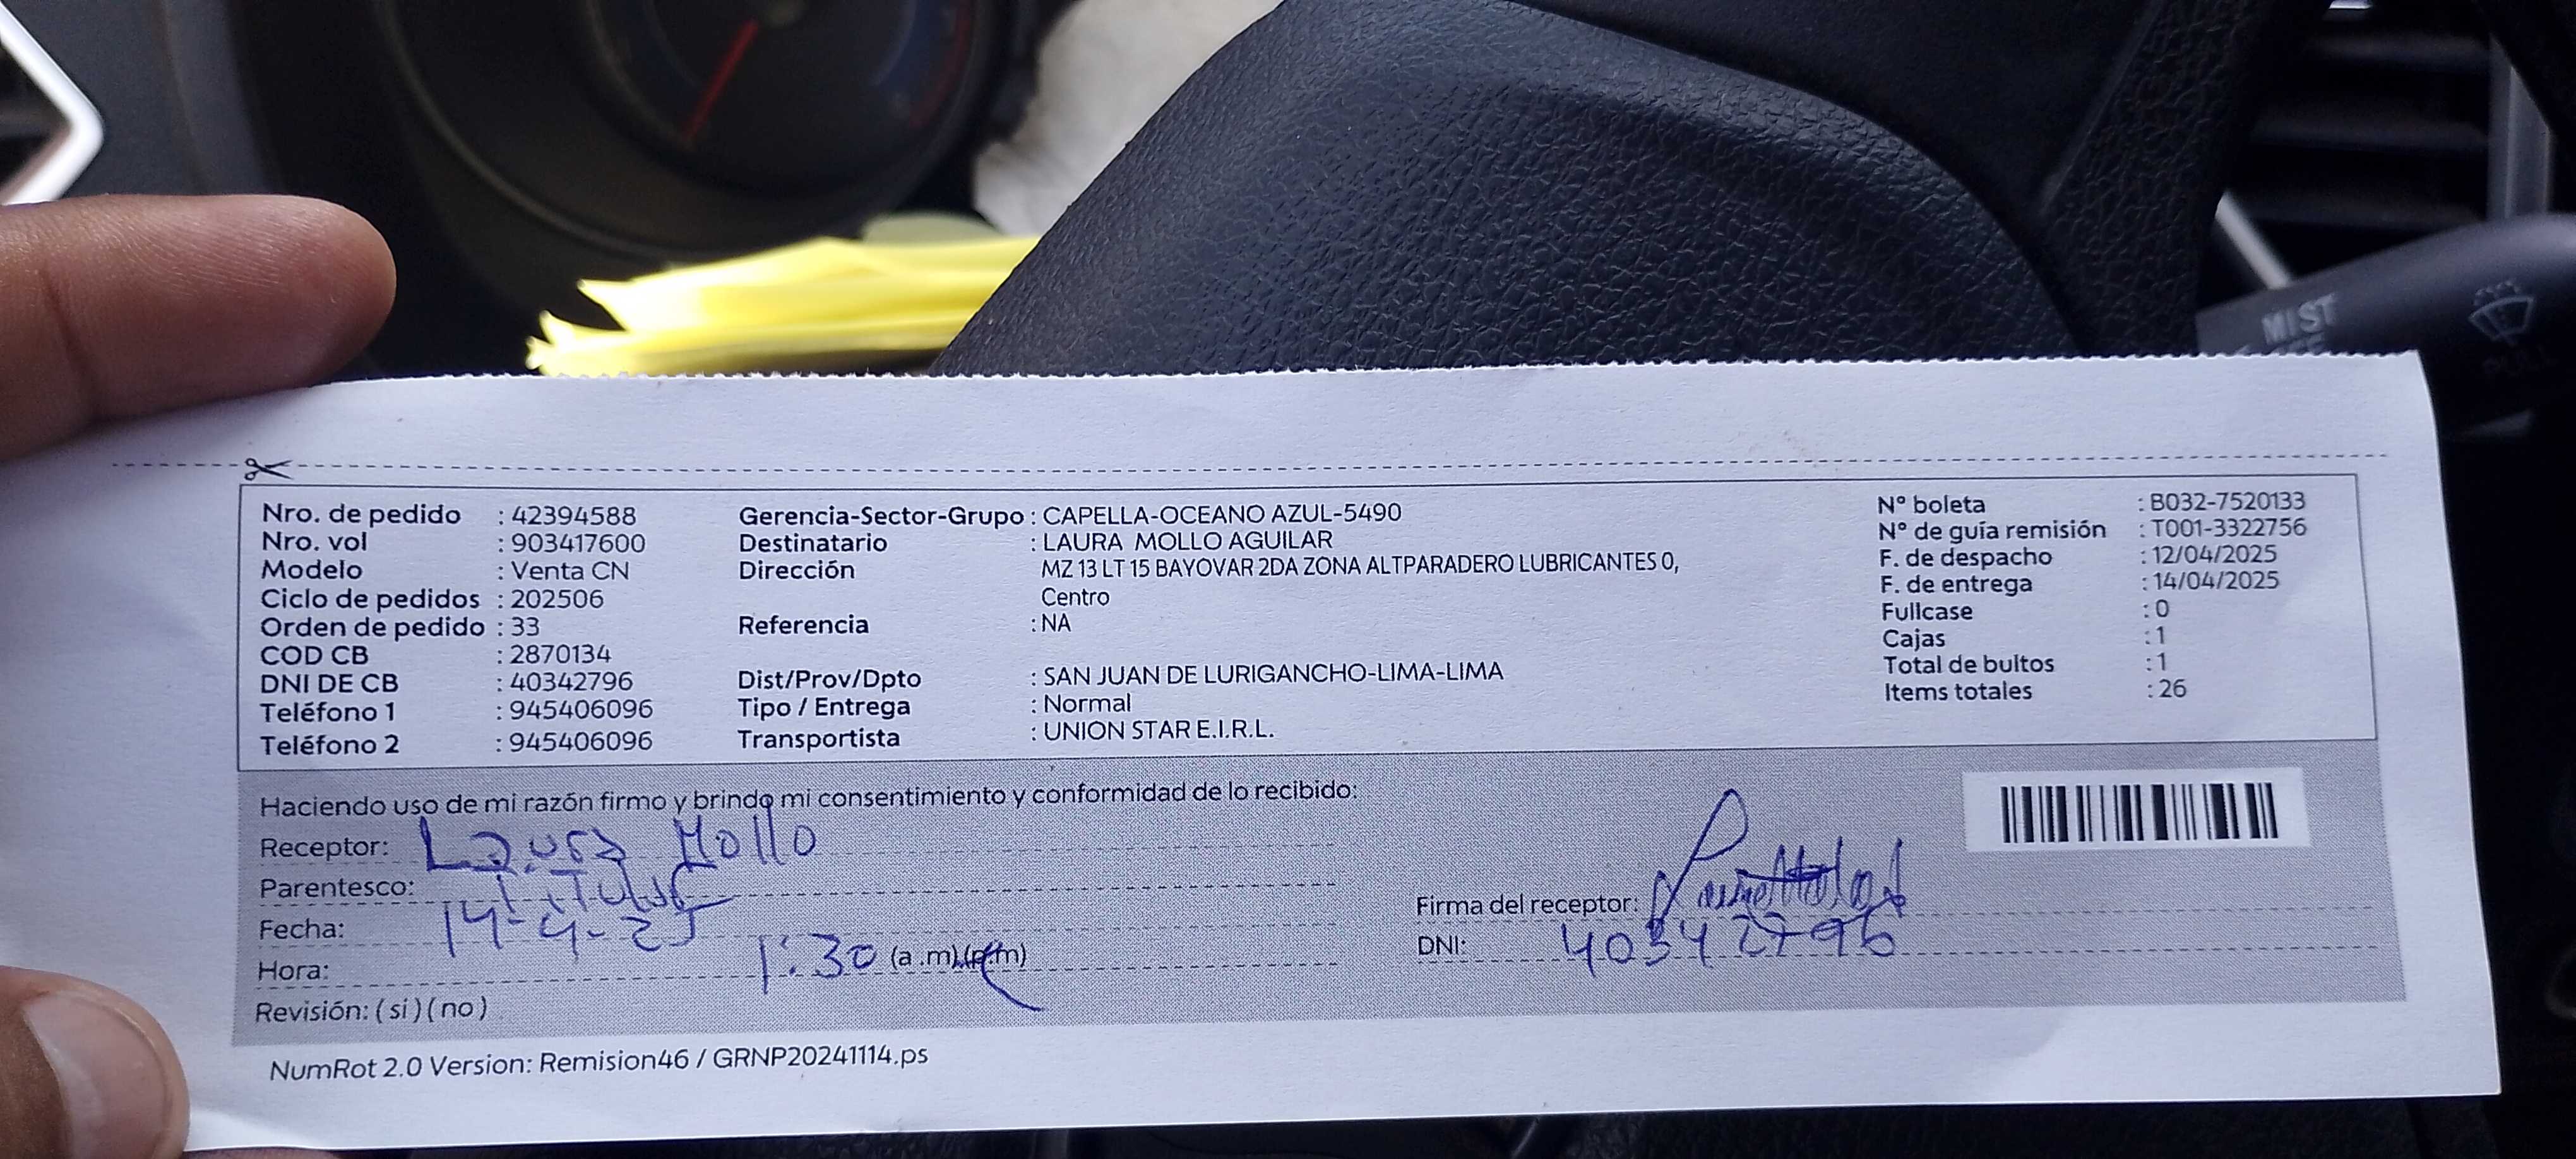 MIST
Nro. de pedido : 42394588
Nro. vol : 903417600
Modelo : Venta CN
Ciclo de pedidos : 202506
Orden de pedido : 33
COD CB : 2870134
DNI DE CB : 40342796
Teléfono 1 : 945406096
Teléfono 2 : 945406096
Gerencia-Sector-Grupo : CAPELLA-OCEANO AZUL-5490
Destinatario : LAURA MOLLO AGUILAR
Dirección MZ 13 LT 15 BAYOVAR 2DA ZONA ALTPARADERO LUBRICANTES 0,
Centro
Referencia : NA
Dist/Prov/Dpto : SAN JUAN DE LURIGANCHO-LIMA-LIMA
Tipo / Entrega : Normal
Transportista : UNION STAR E.I.R.L.
N° boleta : B032-7520133
N° de guía remisión : T001-3322756
F. de despacho : 12/04/2025
F. de entrega : 14/04/2025
Fullcase : 0
Cajas : 1
Total de bultos : 1
Items totales : 26
Haciendo uso de mi razón firmo y brindo mi consentimiento y conformidad de lo recibido:
Receptor: Laura Mollo
Parentesco: Titular
Fecha: 14-4-25
Hora: 1:30 (a.m) (p.m)
Revisión: (si) (no)
Firma del receptor:
DNI: 40342796
NumRot 2.0 Version: Remision46 / GRNP20241114.ps